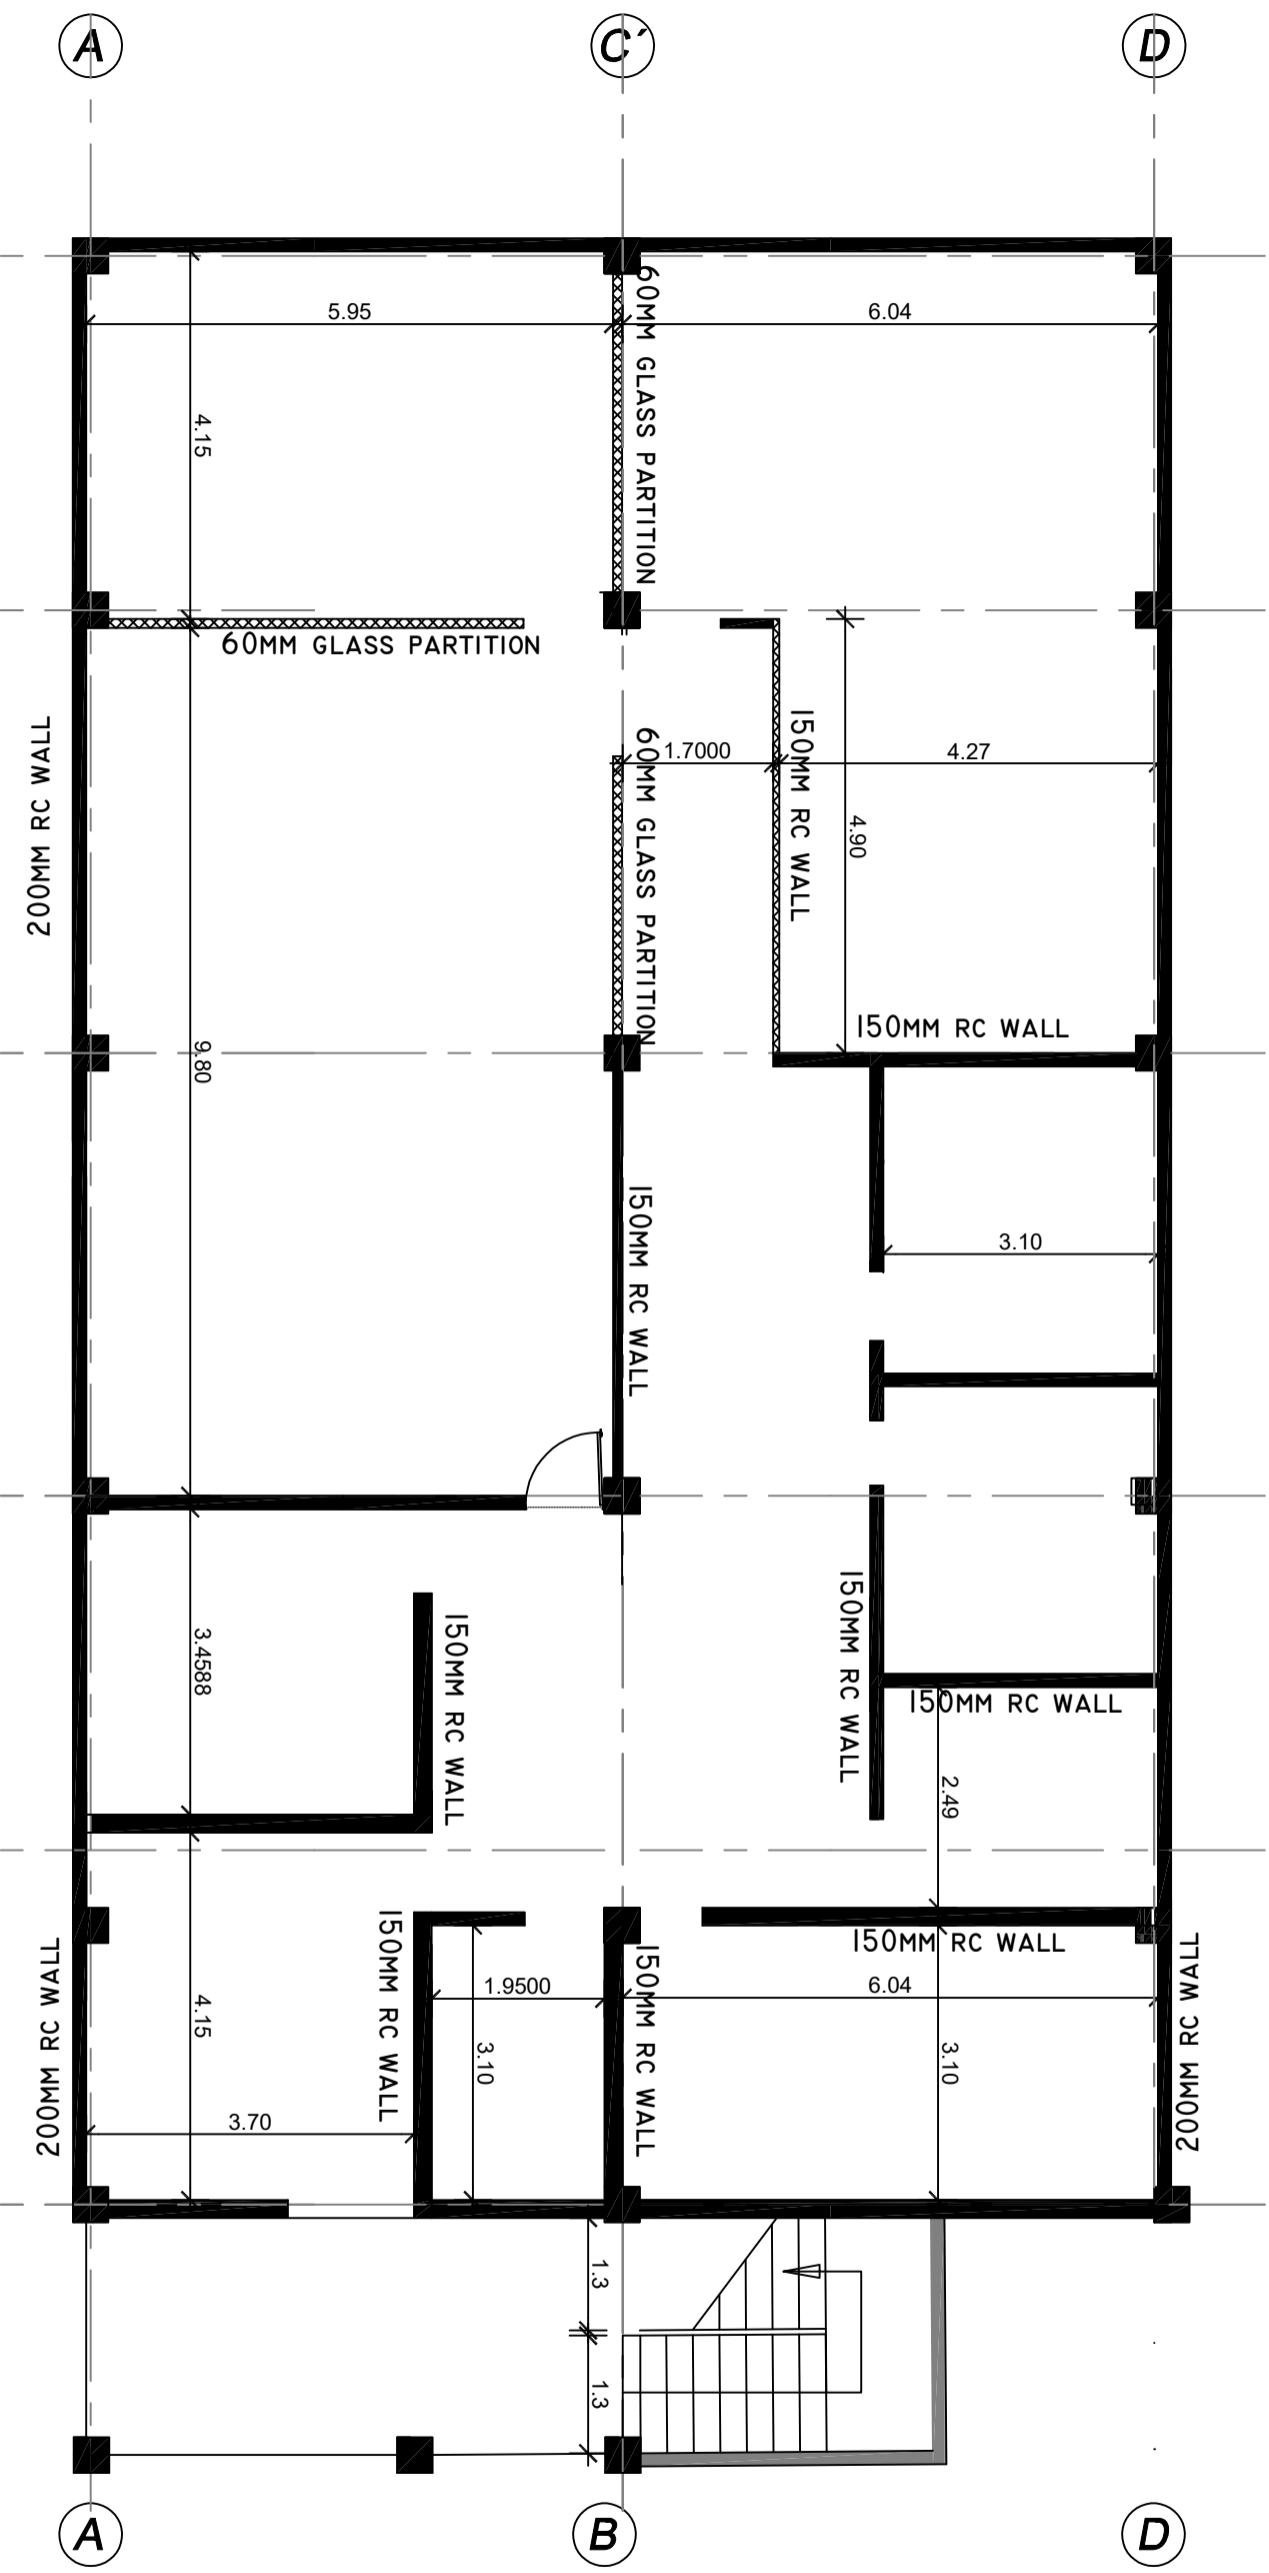 A
C´
D
60MM GLASS PARTITION
5.95
6.04
4.15
60MM GLASS PARTITION
200MM RC WALL
150MM RC WALL
60MM GLASS PARTITION
1.7000
4.27
4.90
150MM RC WALL
9.80
150MM RC WALL
3.10
150MM RC WALL
3.4588
150MM RC WALL
150MM RC WALL
2.49
150MM RC WALL
150MM RC WALL
200MM RC WALL
150MM RC WALL
200MM RC WALL
1.9500
6.04
4.15
3.10
3.10
3.70
1.3
1.3
A
B
D